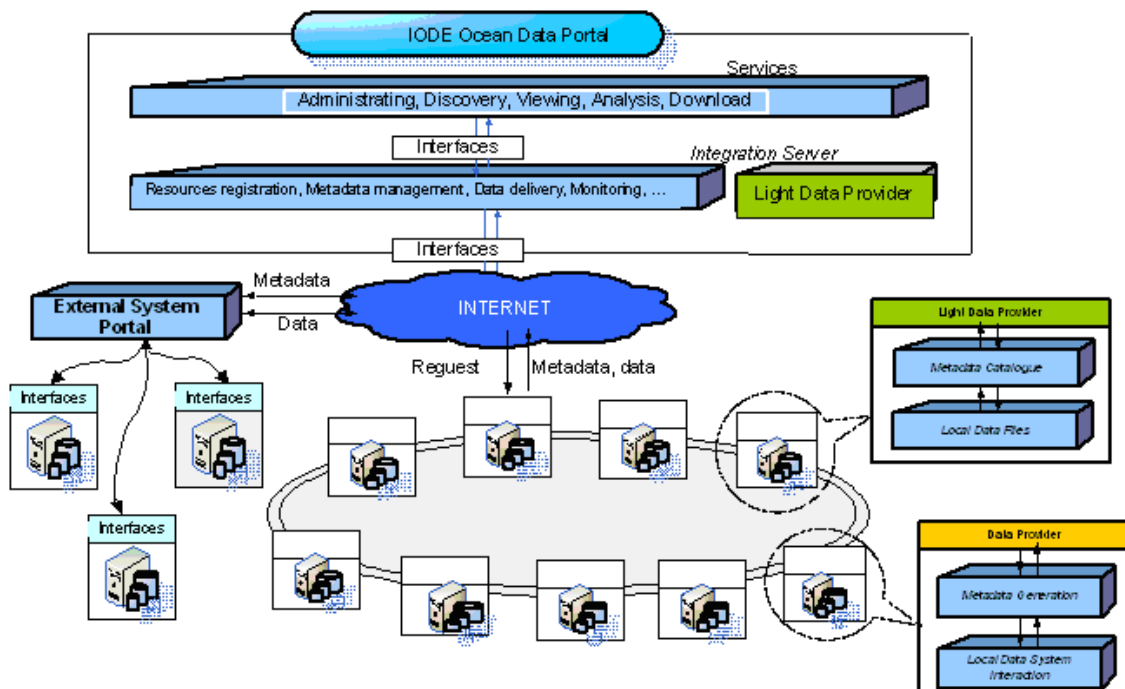 IODE Ocean Data Portal
Services
Administrating, Discovery, Viewing, Analysis, Download
Interfaces
Integration Server
Resources registration, Metadata management, Data delivery, Monitoring, ...
Light Data Provider
Interfaces
Metadata
INTERNET
External System
Portal
Data
Reguest
Metadata, data
Light Data Provider
Metadata Catalogue
Local Data Files
Interfaces
Interfaces
Interfaces
Data Provider
Metadata Generation
Local Data System
Interaction